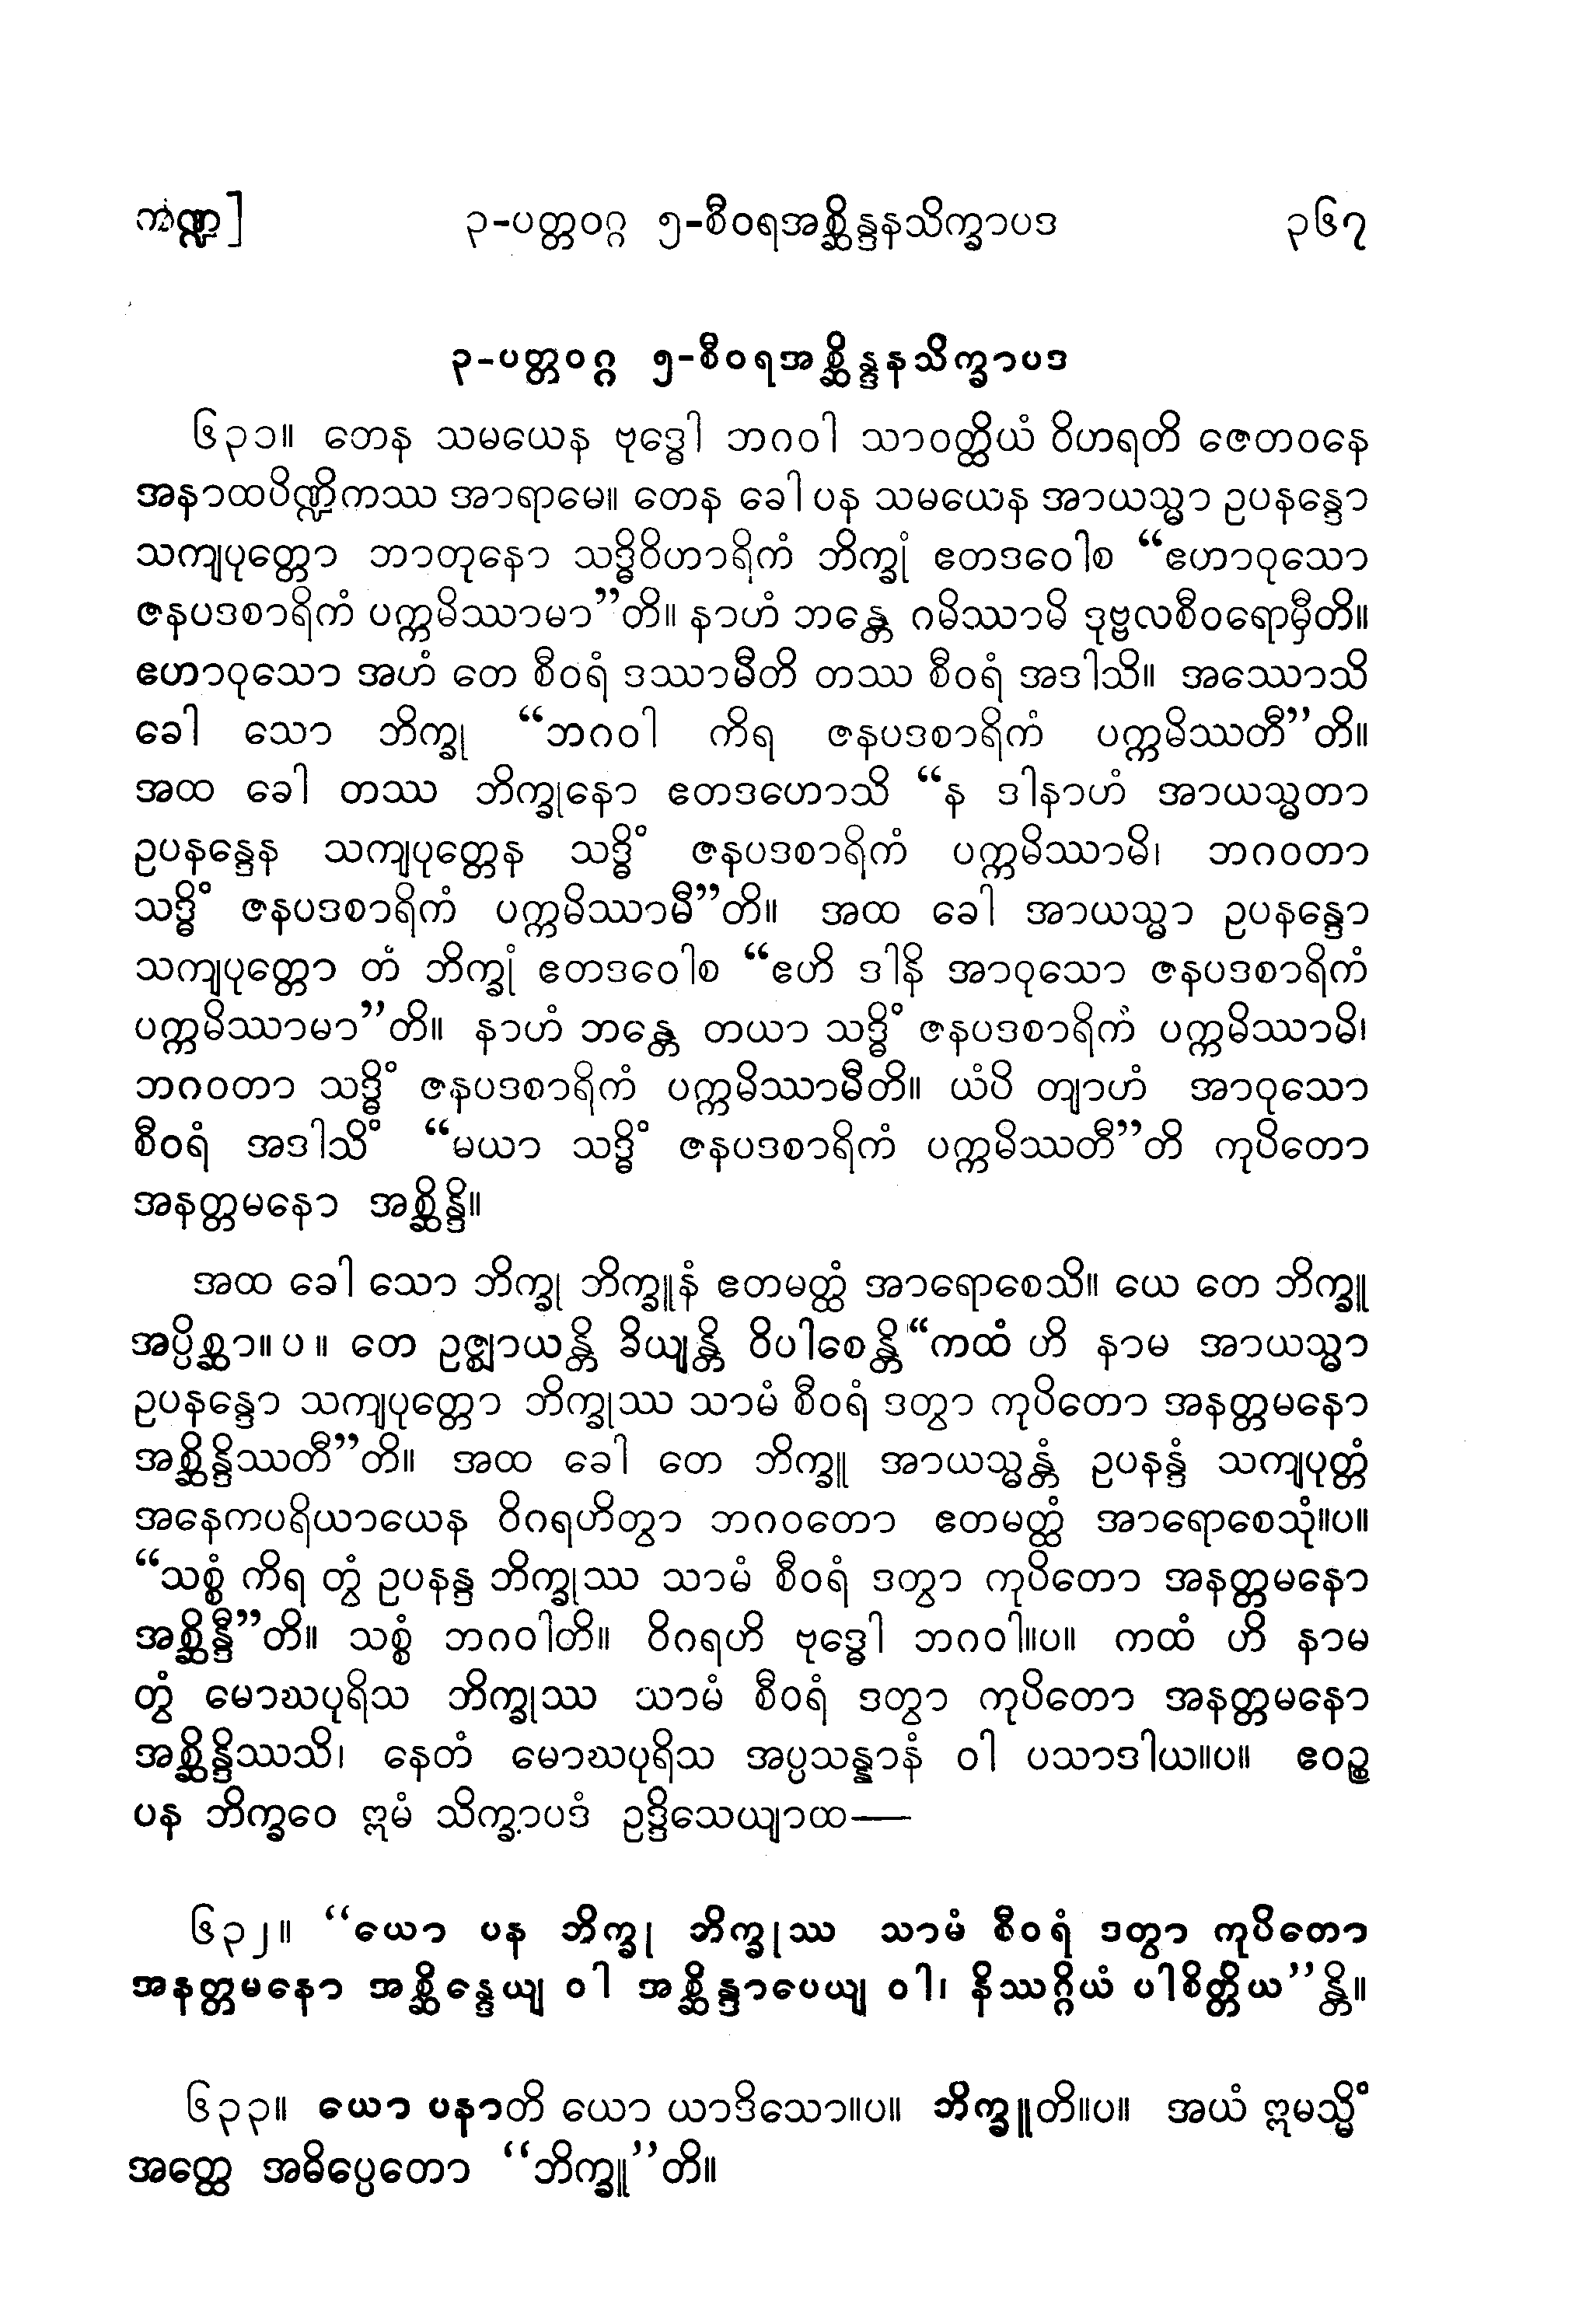 ကဏ္ဍ] ၃-ပတ္တဝဂ္ဂ ၅-စီဝရအစ္ဆိန္ဒနသိက္ခာပဒ ၃၆၇
၃-ပတ္တဝဂ္ဂ ၅-စီဝရအစ္ဆိန္ဒနသိက္ခာပဒ
၆၃၁။ တေန သမယေန ဗုဒ္ဓေါ ဘဂဝါ သာဝတ္ထိယံ ဝိဟရတိ ဇေတဝနေ
အနာထပိဏ္ဍိကဿ အာရာမေ။ တေန ခေါ ပန သမယေန အာယသ္မာ ဥပနန္ဒော
သကျပုတ္တော ဘာတုနော သဒ္ဓိဝိဟာရိကံ ဘိက္ခုံ ဧတဒဝေါစ “ဧဟာဝုသော
ဇနပဒစာရိကံ ပက္ကမိဿာမာ”တိ။ နာဟံ ဘန္တေ ဂမိဿာမိ ဒုဗ္ဗလစီဝရောမှီတိ။
ဧဟာဝုသော အဟံ တေ စီဝရံ ဒဿာမီတိ တဿ စီဝရံ အဒါသိ။ အဿောသိ
ခေါ သော ဘိက္ခု “ဘဂဝါ ကိရ ဇနပဒစာရိကံ ပက္ကမိဿတီ”တိ။
အထ ခေါ တဿ ဘိက္ခုနော ဧတဒဟောသိ “န ဒါနာဟံ အာယသ္မတာ
ဥပနန္ဒေန သကျပုတ္တေန သဒ္ဓိံ ဇနပဒစာရိကံ ပက္ကမိဿာမိ၊ ဘဂဝတာ
သဒ္ဓိံ ဇနပဒစာရိကံ ပက္ကမိဿာမီ”တိ။ အထ ခေါ အာယသ္မာ ဥပနန္ဒော
သကျပုတ္တော တံ ဘိက္ခုံ ဧတဒဝေါစ “ဧဟိ ဒါနိ အာဝုသော ဇနပဒစာရိကံ
ပက္ကမိဿာမာ”တိ။ နာဟံ ဘန္တေ တယာ သဒ္ဓိံ ဇနပဒစာရိကံ ပက္ကမိဿာမိ၊
ဘဂဝတာ သဒ္ဓိံ ဇနပဒစာရိကံ ပက္ကမိဿာမီတိ။ ယံပိ တျာဟံ အာဝုသော
စီဝရံ အဒါသိံ “မယာ သဒ္ဓိံ ဇနပဒစာရိကံ ပက္ကမိဿတီ”တိ ကုပိတော
အနတ္တမနော အစ္ဆိန္ဒိ။
အထ ခေါ သော ဘိက္ခု ဘိက္ခူနံ ဧတမတ္ထံ အာရောစေသိ။ ယေ တေ ဘိက္ခူ
အပ္ပိစ္ဆာ။ပ။ တေ ဥဇ္ဈာယန္တိ ခိယျန္တိ ဝိပါစေန္တိ “ကထံ ဟိ နာမ အာယသ္မာ
ဥပနန္ဒော သကျပုတ္တော ဘိက္ခုဿ သာမံ စီဝရံ ဒတွာ ကုပိတော အနတ္တမနော
အစ္ဆိန္ဒိဿတီ”တိ။ အထ ခေါ တေ ဘိက္ခူ အာယသ္မန္တံ ဥပနန္ဒံ သကျပုတ္တံ
အနေကပရိယာယေန ဝိဂရဟိတွာ ဘဂဝတော ဧတမတ္ထံ အာရောစေသုံ။ပ။
“သစ္စံ ကိရ တွံ ဥပနန္ဒ ဘိက္ခုဿ သာမံ စီဝရံ ဒတွာ ကုပိတော အနတ္တမနော
အစ္ဆိန္ဒီ”တိ။ သစ္စံ ဘဂဝါတိ။ ဝိဂရဟိ ဗုဒ္ဓေါ ဘဂဝါ။ပ။ ကထံ ဟိ နာမ
တွံ မောဃပုရိသ ဘိက္ခုဿ သာမံ စီဝရံ ဒတွာ ကုပိတော အနတ္တမနော
အစ္ဆိန္ဒိဿသိ၊ နေတံ မောဃပုရိသ အပ္ပသန္နာနံ ဝါ ပသာဒါယ။ပ။ ဧဝဉ္စ
ပန ဘိက္ခဝေ ဣမံ သိက္ခာပဒံ ဥဒ္ဒိသေယျာထ—
၆၃၂။ “ယော ပန ဘိက္ခု ဘိက္ခုဿ သာမံ စီဝရံ ဒတွာ ကုပိတော
အနတ္တမနော အစ္ဆိန္ဒေယျ ဝါ အစ္ဆိန္ဒာပေယျ ဝါ၊ နိဿဂ္ဂိယံ ပါစိတ္တိယ”န္တိ။
၆၃၃။ ယော ပနာတိ ယော ယာဒိသော။ပ။ ဘိက္ခူတိ။ပ။ အယံ ဣမသ္မိံ
အတ္ထေ အဓိပ္ပေတော “ဘိက္ခူ”တိ။